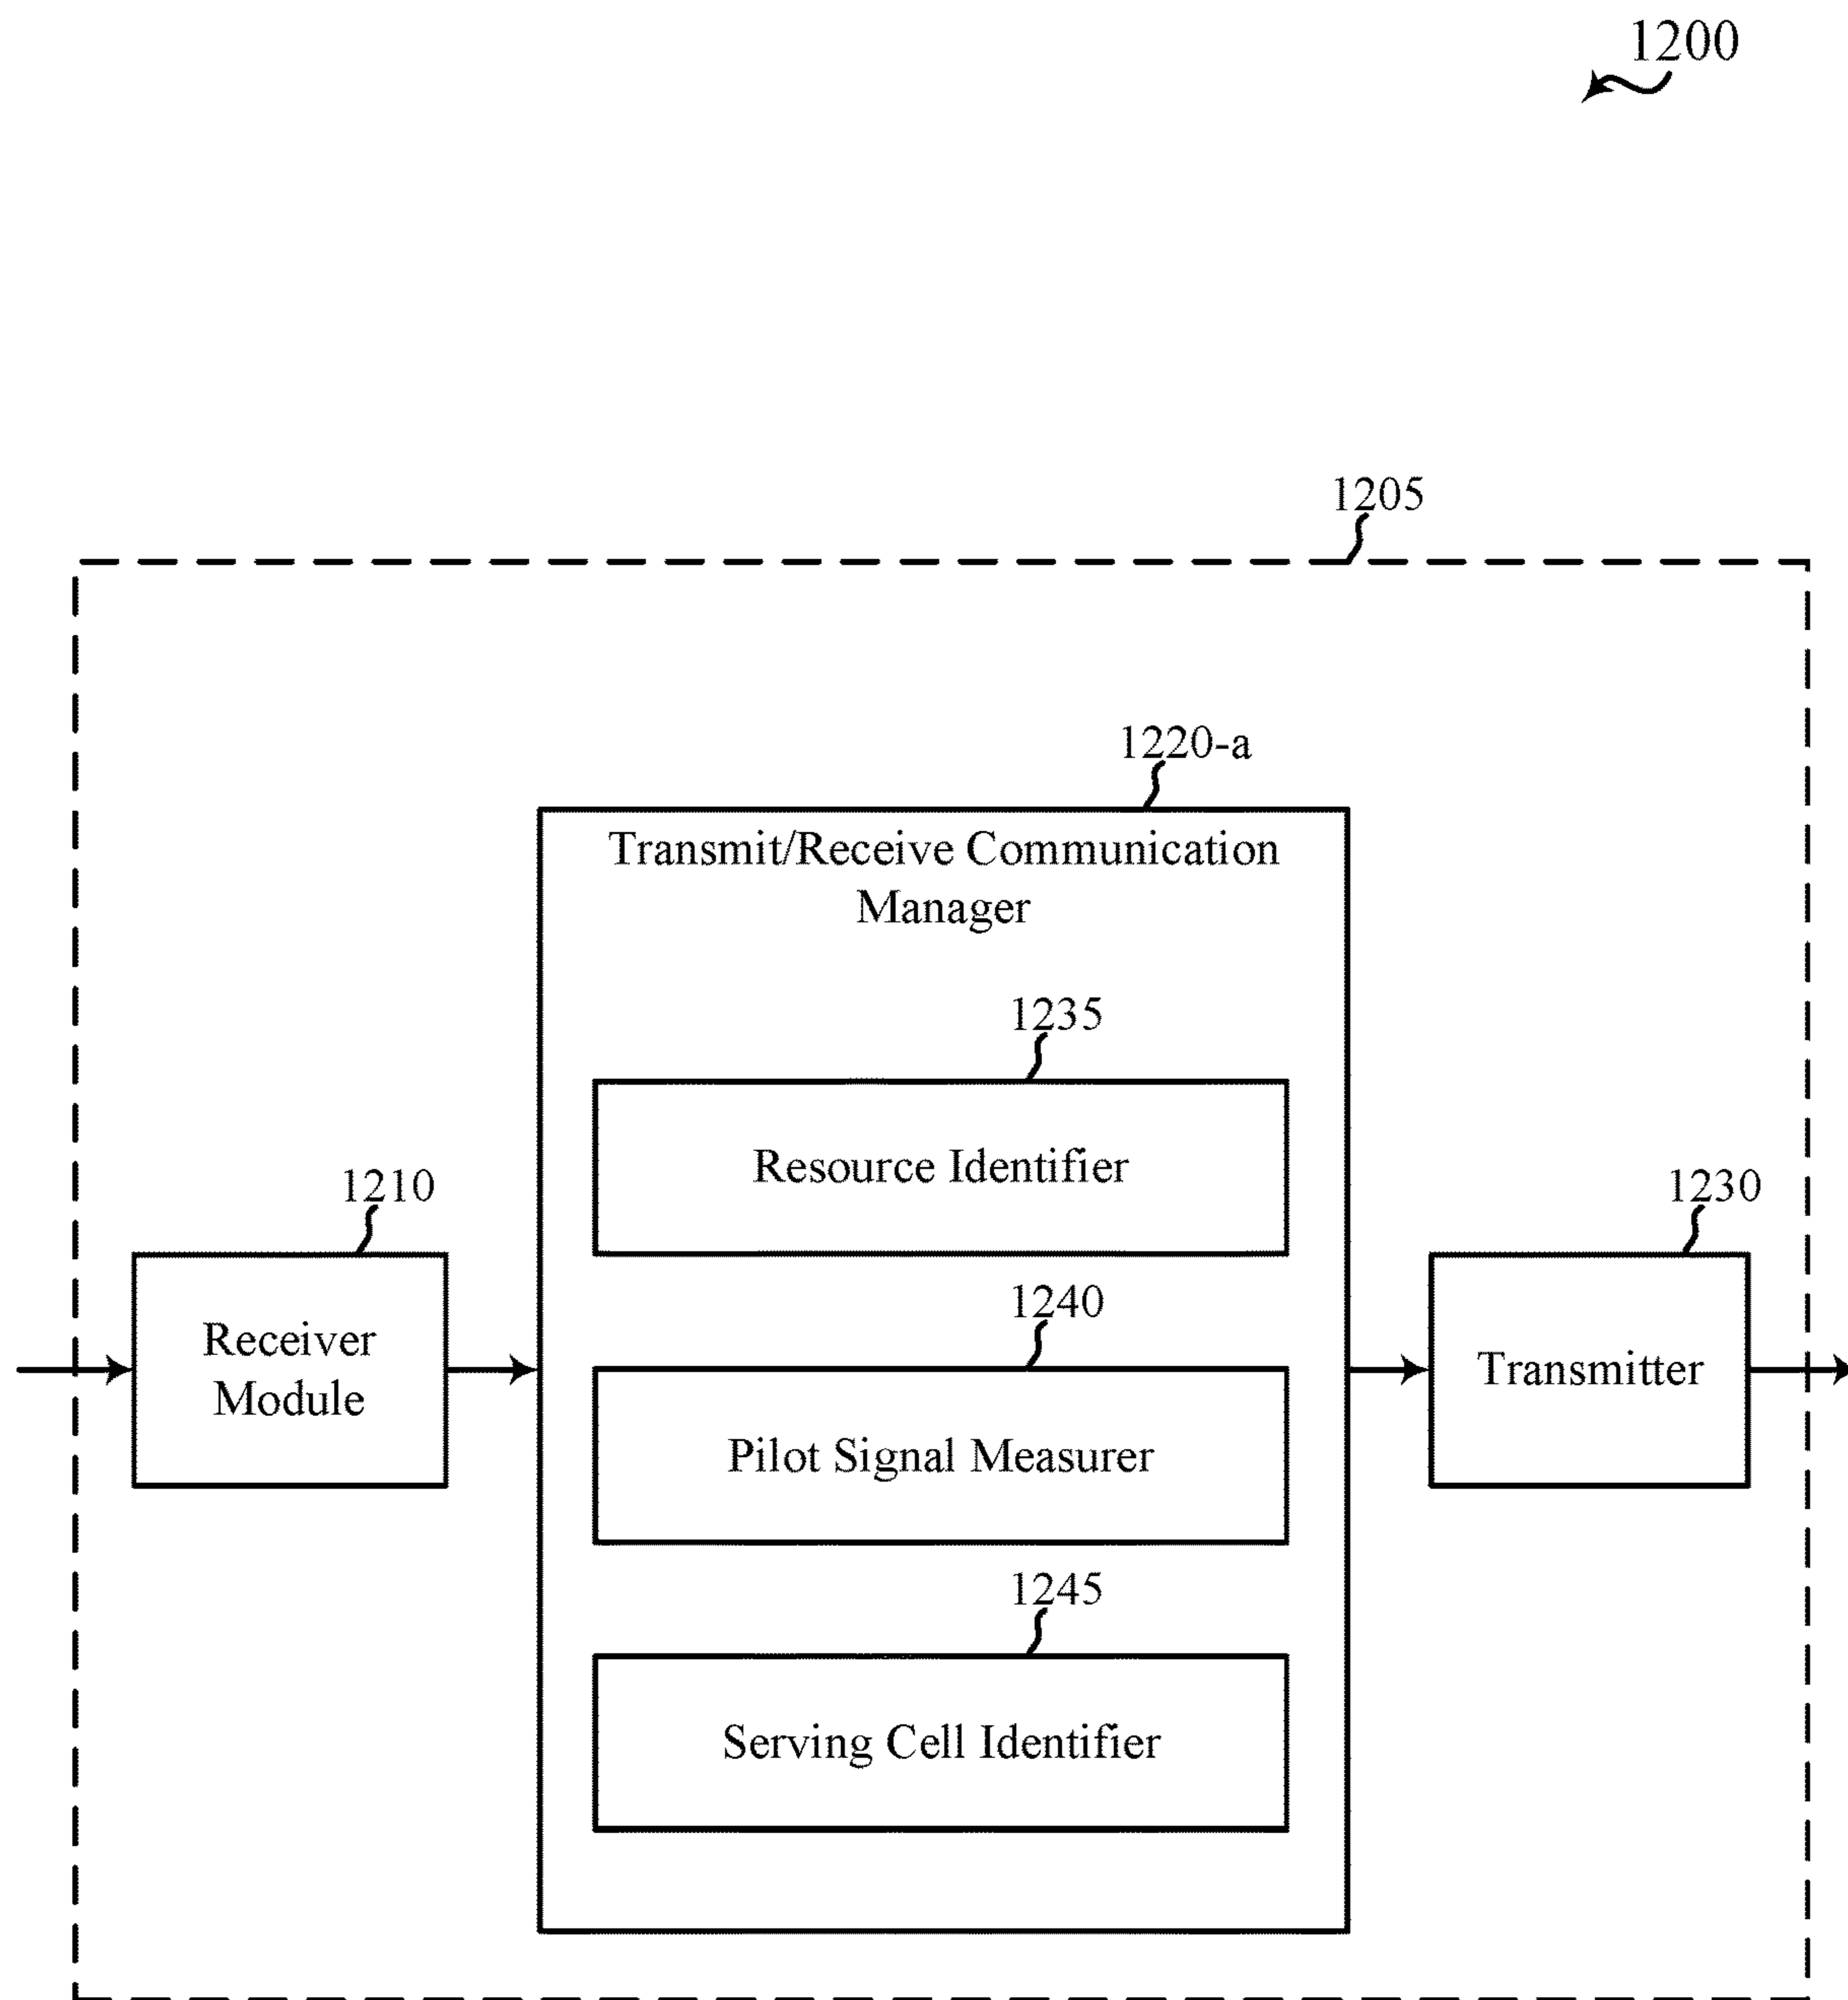 1200
1205
1220-a
Transmit/Receive Communication
Manager
1235
Resource Identifier
1210
Receiver
Module
1240
Pilot Signal Measurer
1230
Transmitter
1245
Serving Cell Identifier